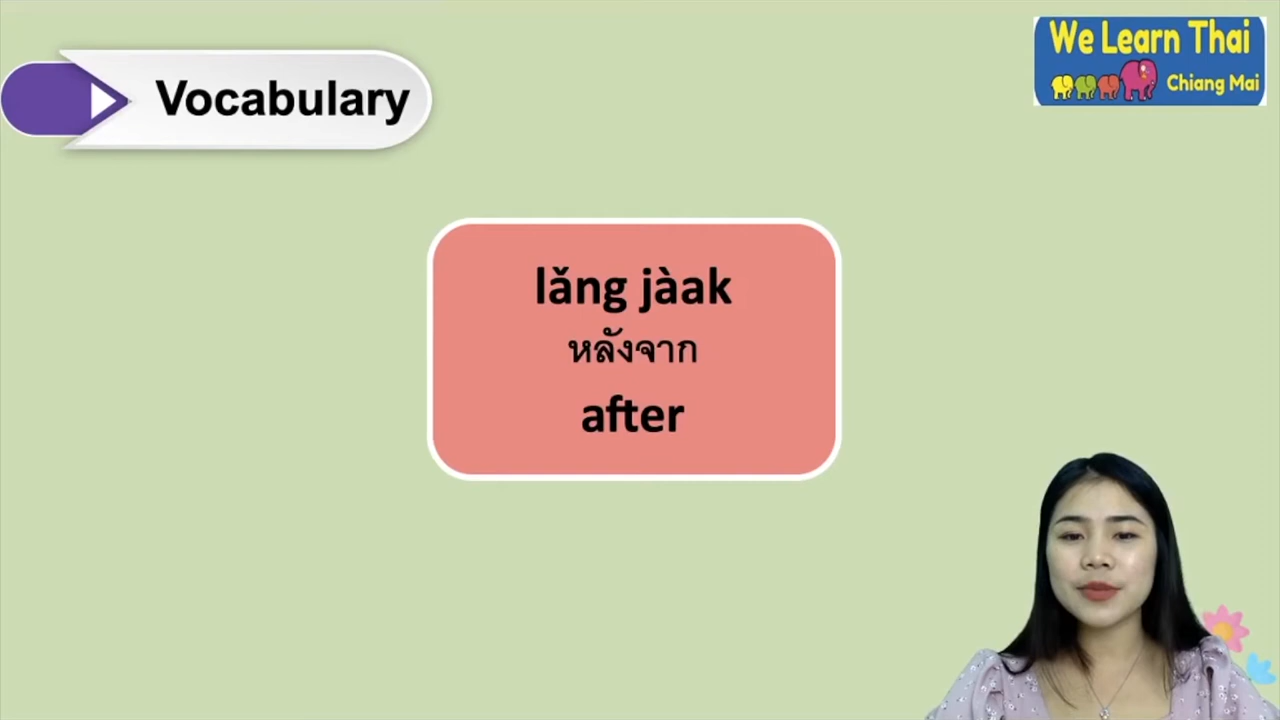 Vocabulary
We Learn Thai
Chiang Mai
lǎng jàak
หลังจาก
after